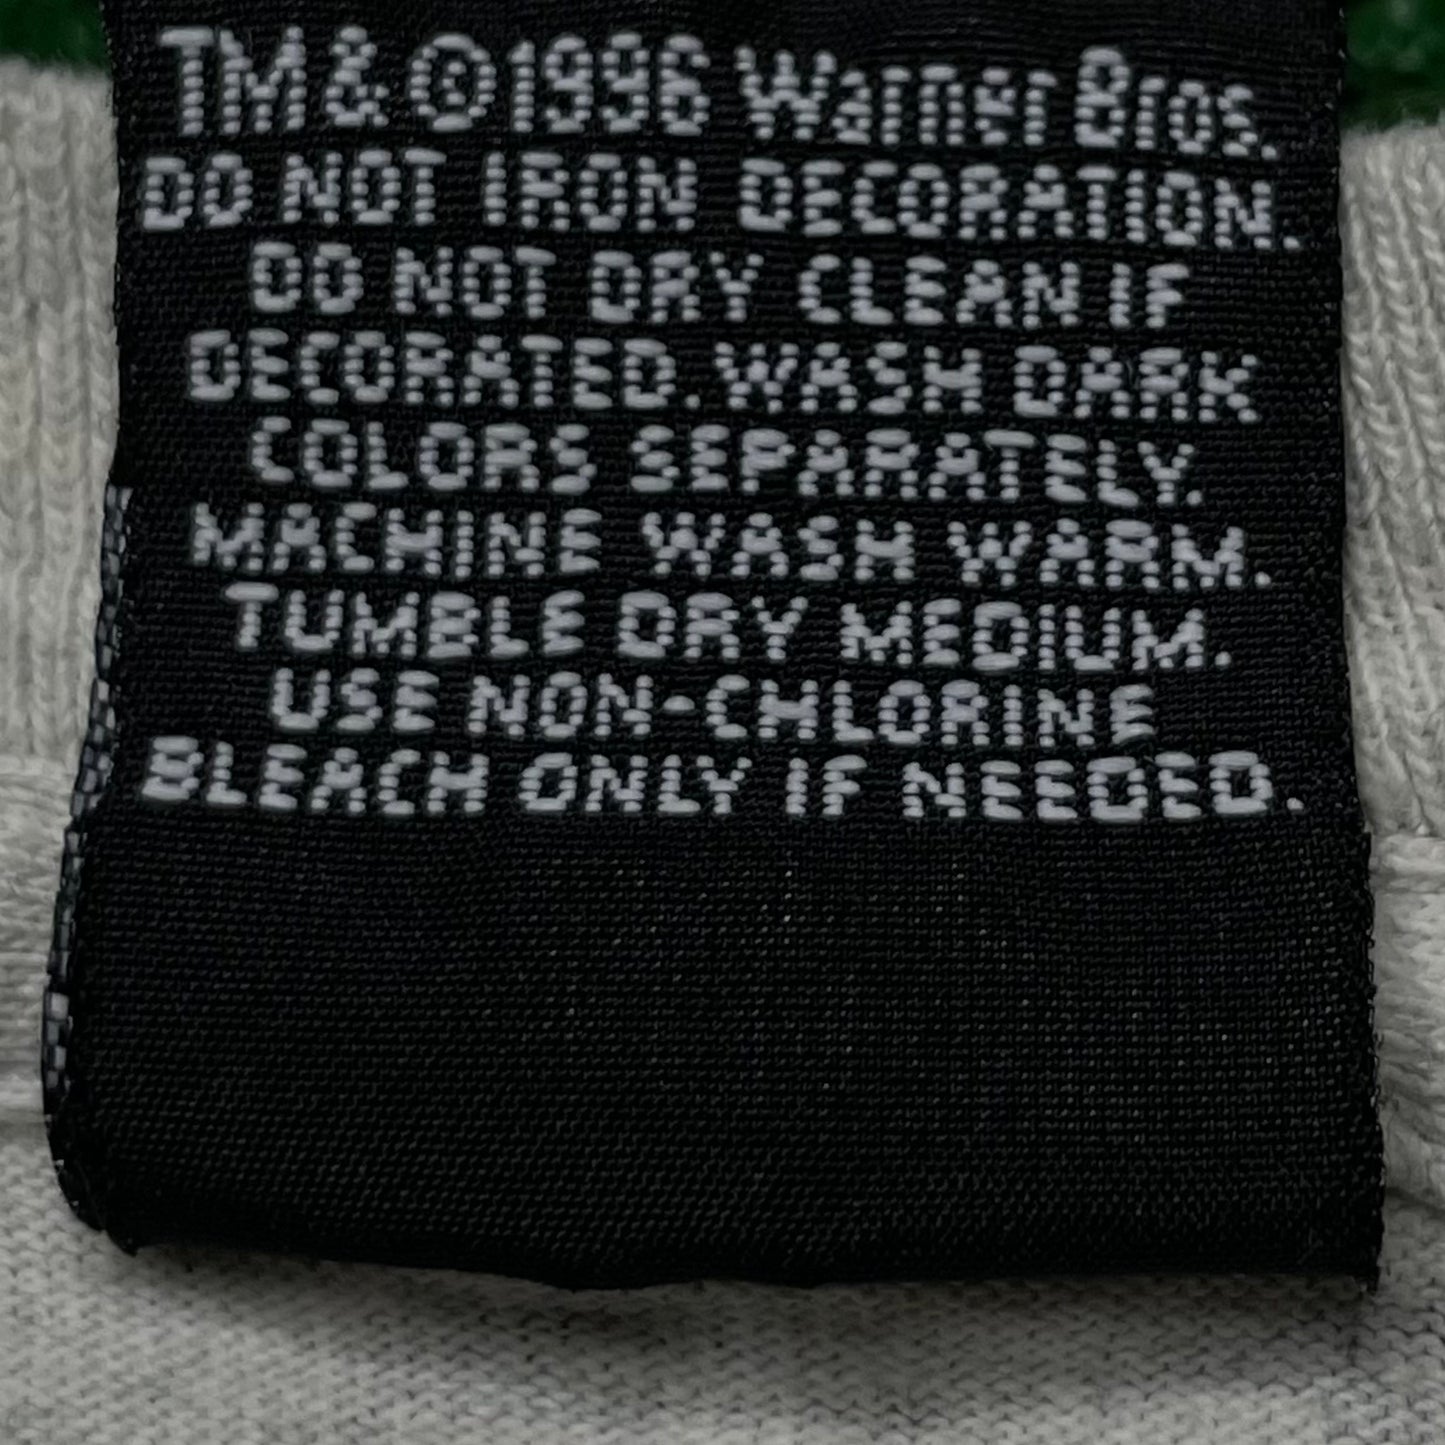 TM & © 1996 Warner Bros.
DO NOT IRON DECORATION.
DO NOT DRY CLEAN IF
DECORATED. WASH DARK
COLORS SEPARATELY.
MACHINE WASH WARM.
TUMBLE DRY MEDIUM.
USE NON-CHLORINE
BLEACH ONLY IF NEEDED.